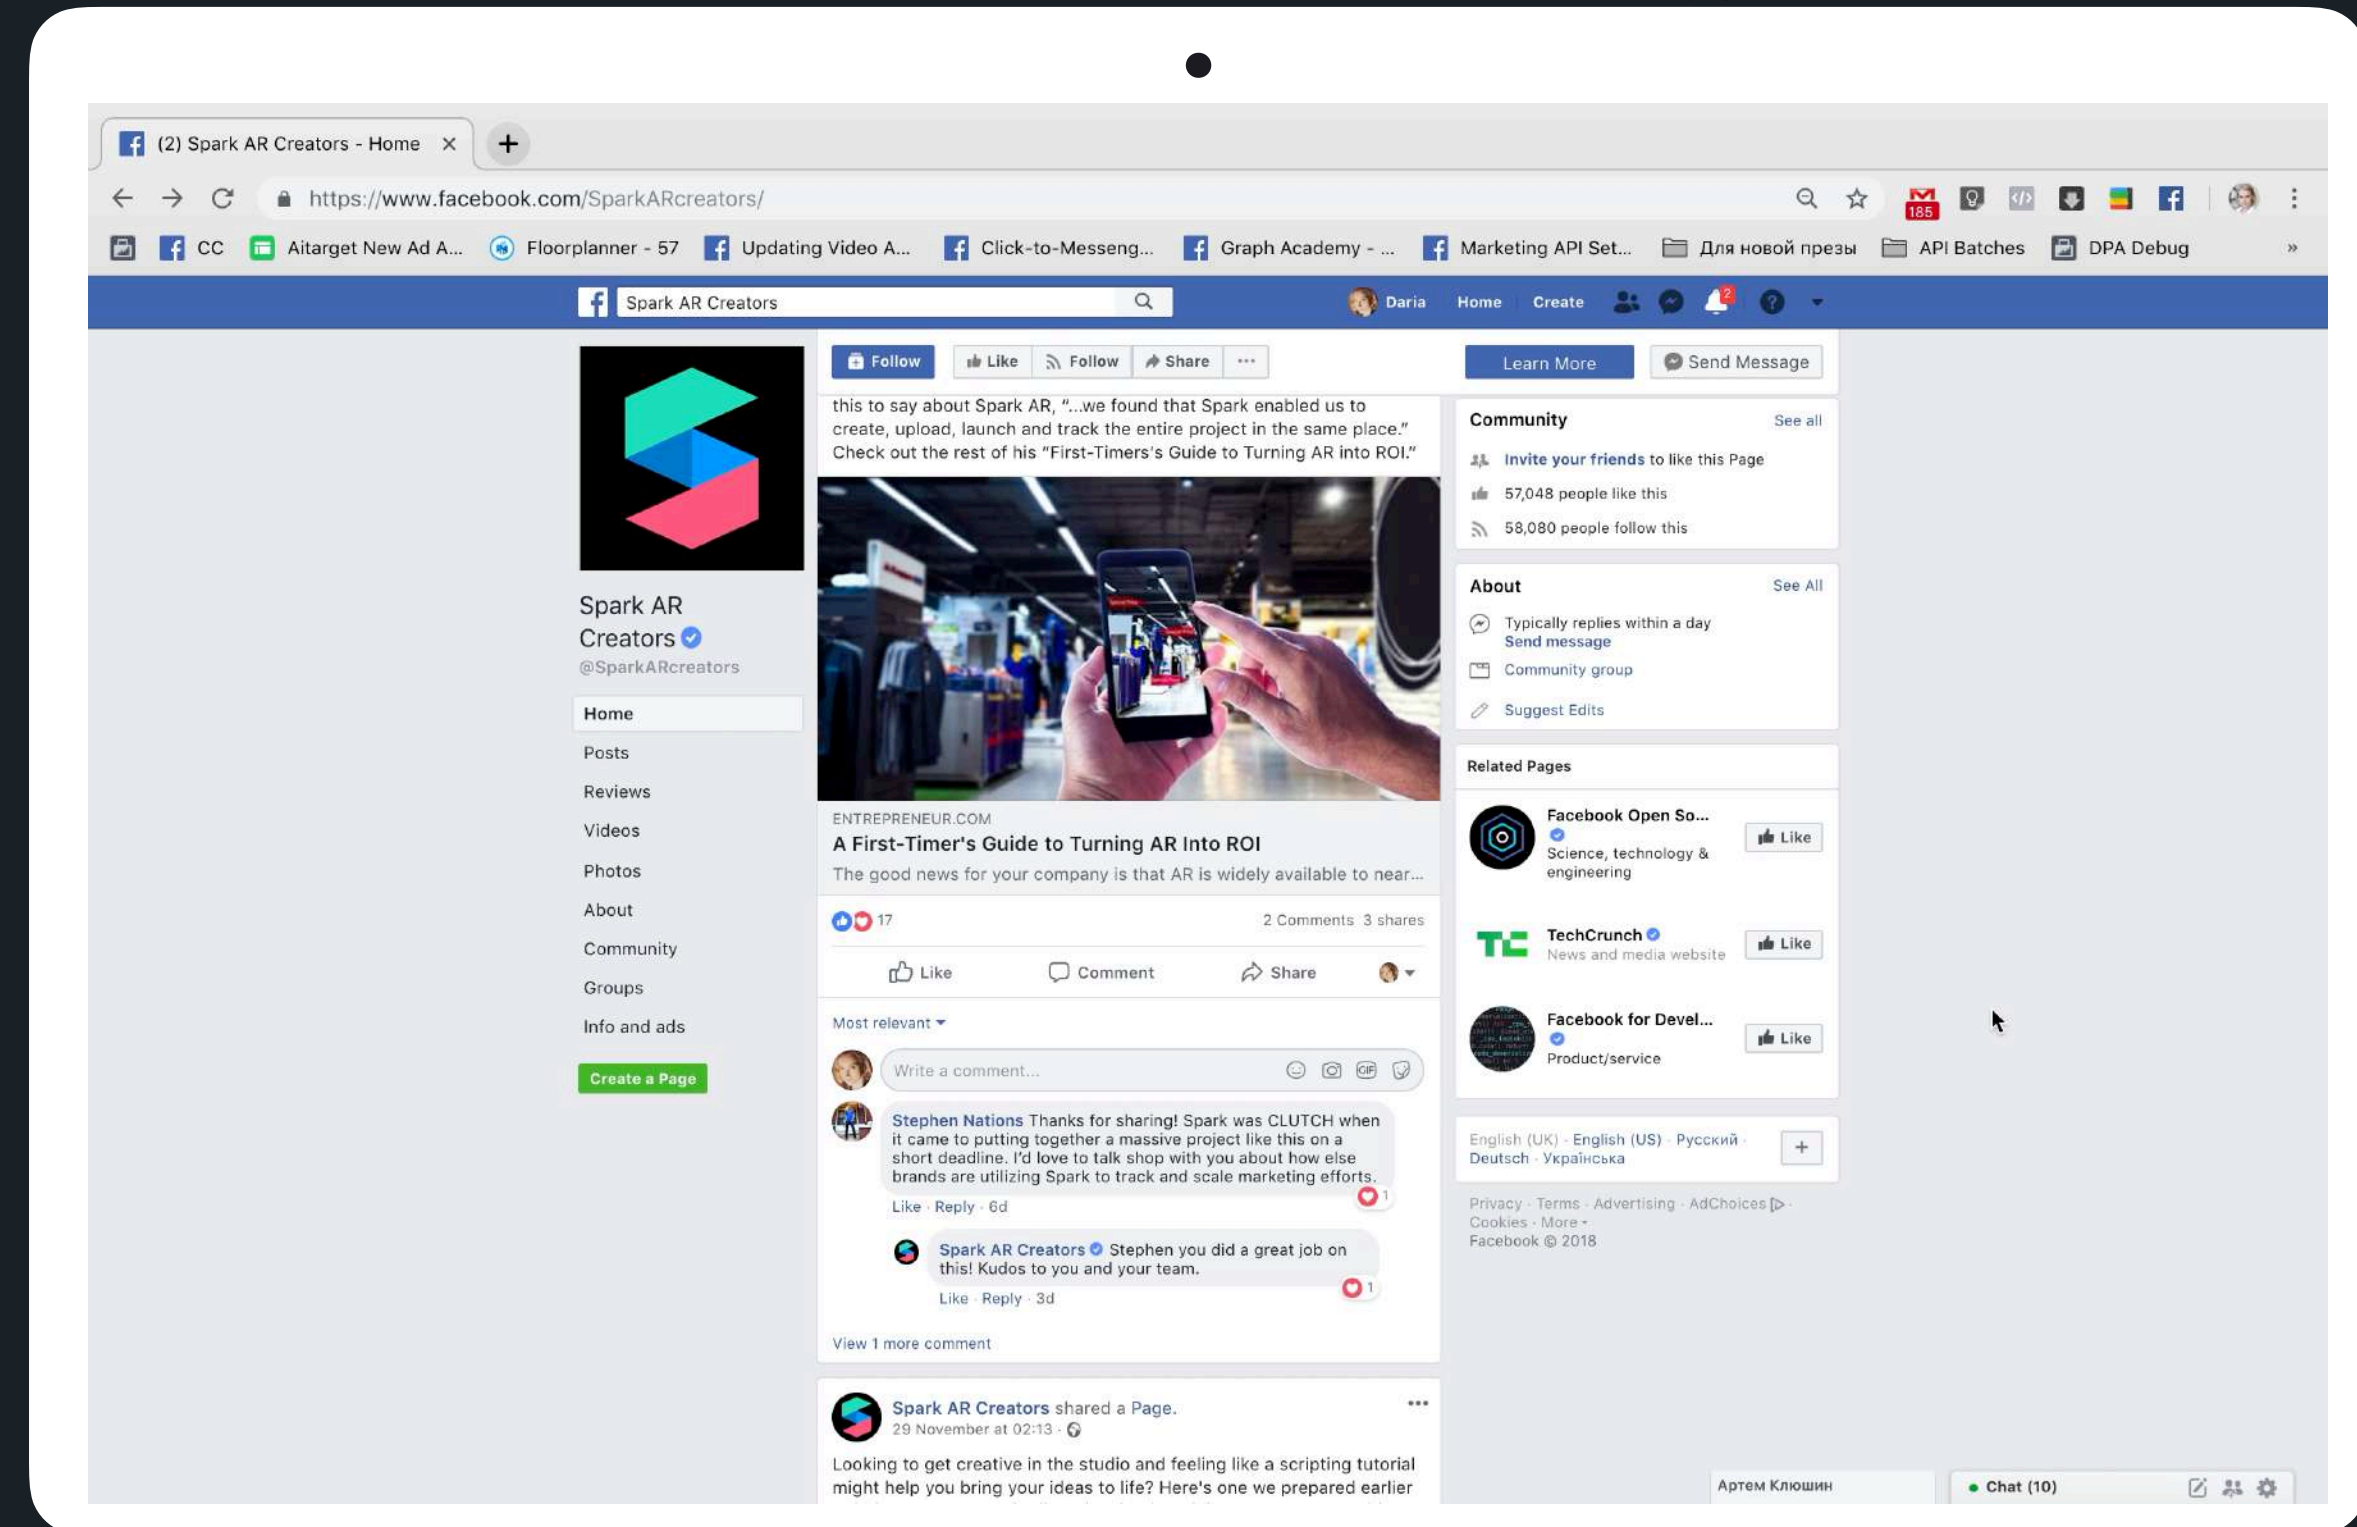 (2) Spark AR Creators - Home
https://www.facebook.com/SparkARcreators/
185
CC
Aitarget New Ad A...
Floorplanner - 57
Updating Video A...
Click-to-Messeng...
Graph Academy - ...
Marketing API Set...
Для новой презы
API Batches
DPA Debug
»
Spark AR Creators
Daria
Home
Create
2
Spark AR
Creators
@SparkARcreators
Home
Posts
Reviews
Videos
Photos
About
Community
Groups
Info and ads
Create a Page
Follow
Like
Follow
Share
Learn More
Send Message
this to say about Spark AR, “...we found that Spark enabled us to
create, upload, launch and track the entire project in the same place.”
Check out the rest of his “First-Timers's Guide to Turning AR into ROI.”
ENTREPRENEUR.COM
A First-Timer's Guide to Turning AR Into ROI
The good news for your company is that AR is widely available to near...
17
2 Comments 3 shares
Like
Comment
Share
Most relevant
Write a comment...
GIF
Stephen Nations Thanks for sharing! Spark was CLUTCH when
it came to putting together a massive project like this on a
short deadline. I'd love to talk shop with you about how else
brands are utilizing Spark to track and scale marketing efforts.
1
Like · Reply · 6d
Spark AR Creators Stephen you did a great job on
this! Kudos to you and your team.
1
Like · Reply · 3d
View 1 more comment
Spark AR Creators shared a Page.
29 November at 02:13 ·
Looking to get creative in the studio and feeling like a scripting tutorial
might help you bring your ideas to life? Here's one we prepared earlier
Community
See all
Invite your friends to like this Page
57,048 people like this
58,080 people follow this
About
See All
Typically replies within a day
Send message
Community group
Suggest Edits
Related Pages
Facebook Open So...
Science, technology &
engineering
Like
TC
TechCrunch
News and media website
Like
Facebook for Devel...
Product/service
Like
English (UK) · English (US) · Русский ·
Deutsch · Українська
+
Privacy · Terms · Advertising · AdChoices ·
Cookies · More
Facebook © 2018
Артем Клюшин
Chat (10)